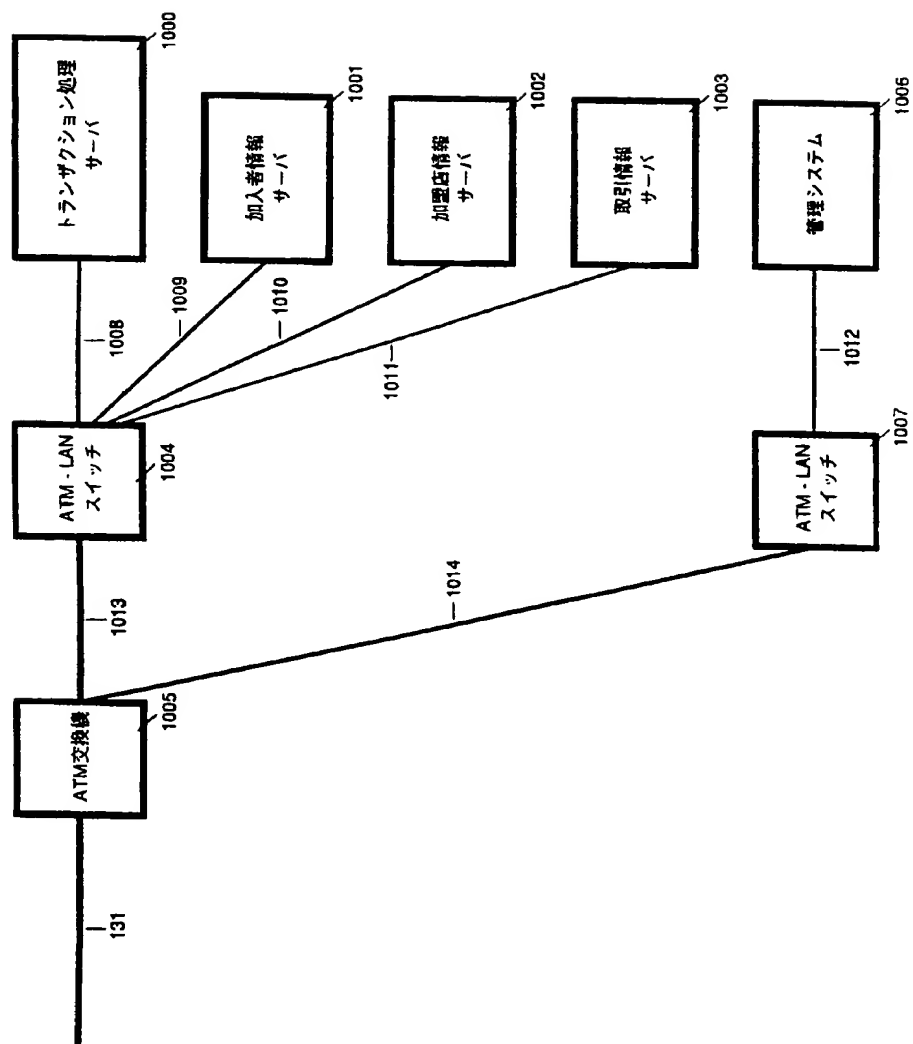 トランザクション処理
サーバ
1000
加入者情報
サーバ
1001
加盟店情報
サーバ
1002
取引情報
サーバ
1003
管理システム
1006
1008
1009
1010
1011
1012
ATM - LAN
スイッチ
1004
ATM - LAN
スイッチ
1007
1013
1014
ATM交換機
1005
131